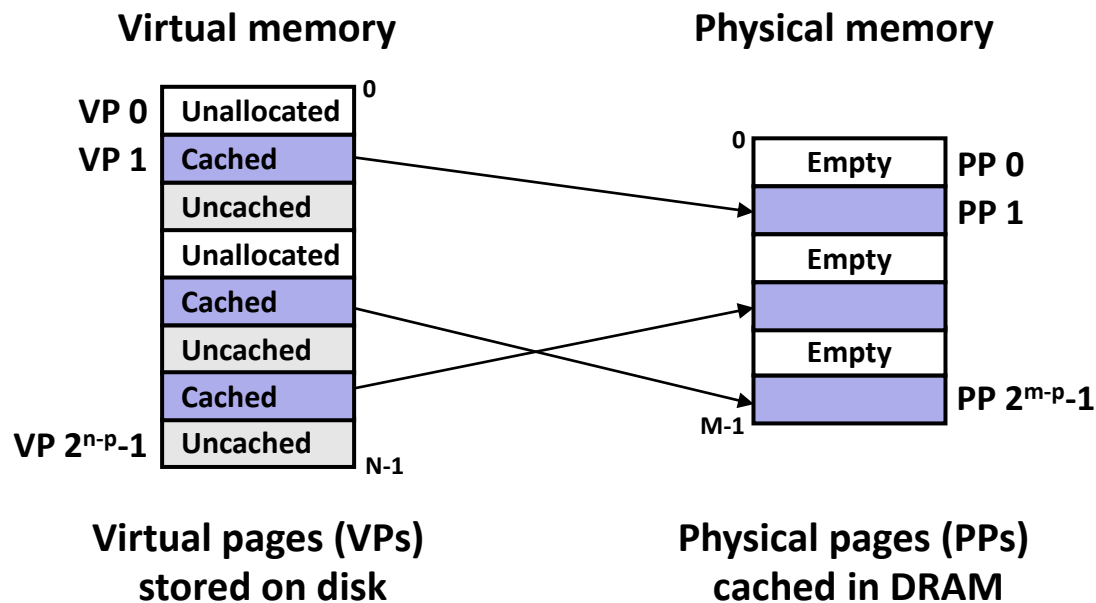 Virtual memory
Physical memory
0
VP 0 Unallocated
VP 1 Cached
Uncached
Unallocated
Cached
Uncached
Cached
VP 2^n-p-1 Uncached
N-1
0
Empty PP 0
PP 1
Empty
Empty
PP 2^m-p-1
M-1
Virtual pages (VPs)
stored on disk
Physical pages (PPs)
cached in DRAM